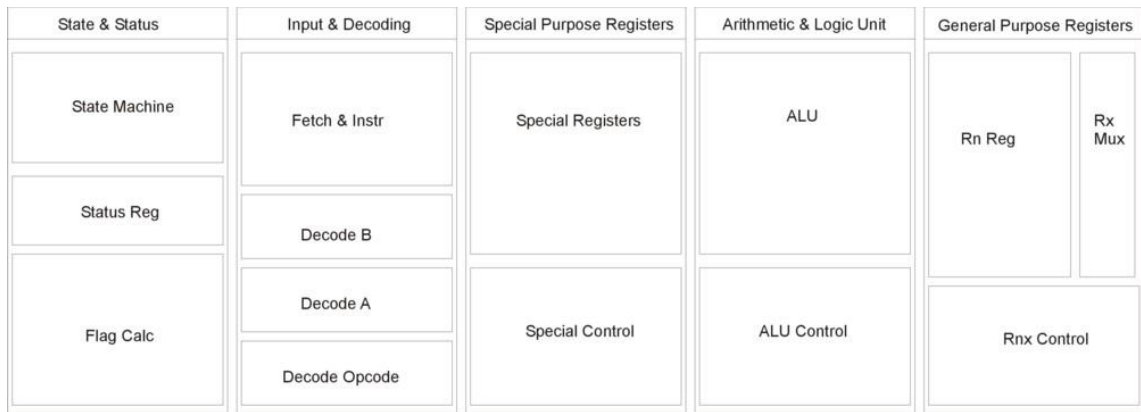 State & Status
State Machine
Status Reg
Flag Calc
Input & Decoding
Fetch & Instr
Decode B
Decode A
Decode Opcode
Special Purpose Registers
Special Registers
Special Control
Arithmetic & Logic Unit
ALU
ALU Control
General Purpose Registers
Rn Reg
Rx
Mux
Rnx Control